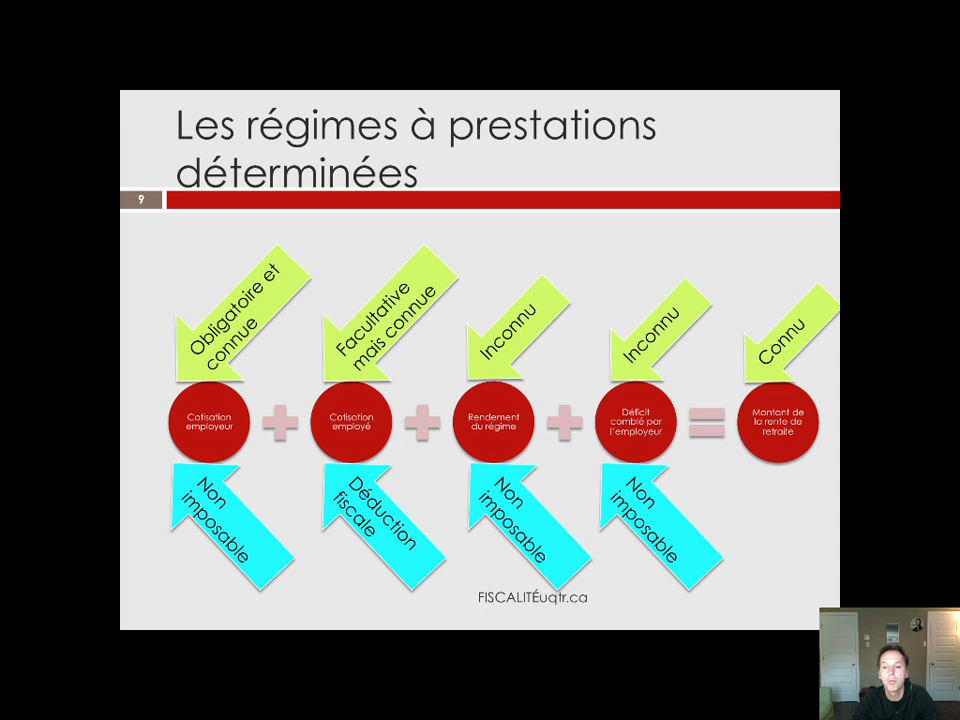 Les régimes à prestations
déterminées
9
Obligatoire et
connue
Facultative
mais connue
Inconnu
Inconnu
Connu
Cotisation
employeur
Cotisation
employé
Rendement
du régime
Déficit
comblé par
l'employeur
Montant de
la rente de
retraite
Non
imposable
Déduction
fiscale
Non
imposable
Non
imposable
FISCALITÉuqtr.ca